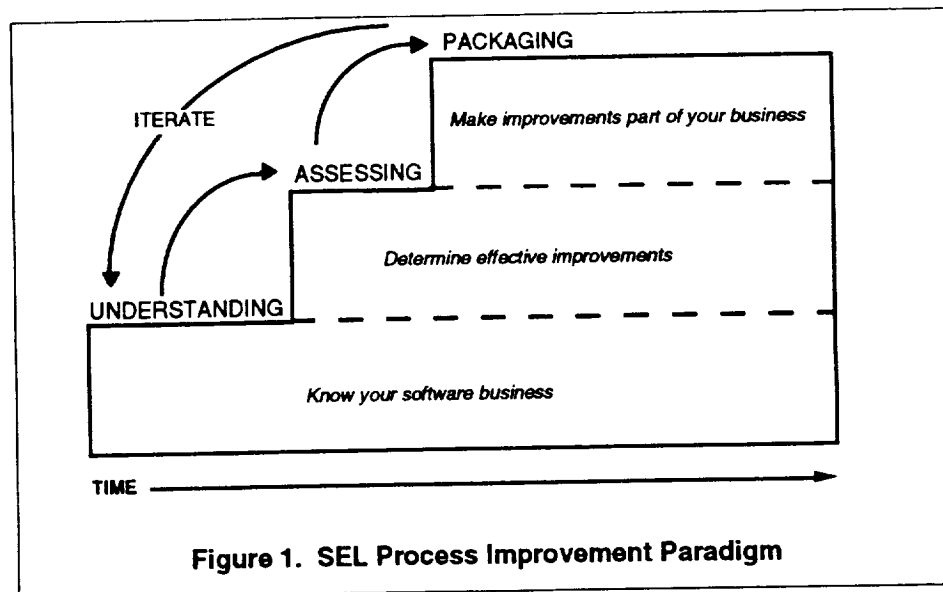 PACKAGING
ITERATE
Make improvements part of your business
ASSESSING
Determine effective improvements
UNDERSTANDING
Know your software business
TIME
Figure 1. SEL Process Improvement Paradigm